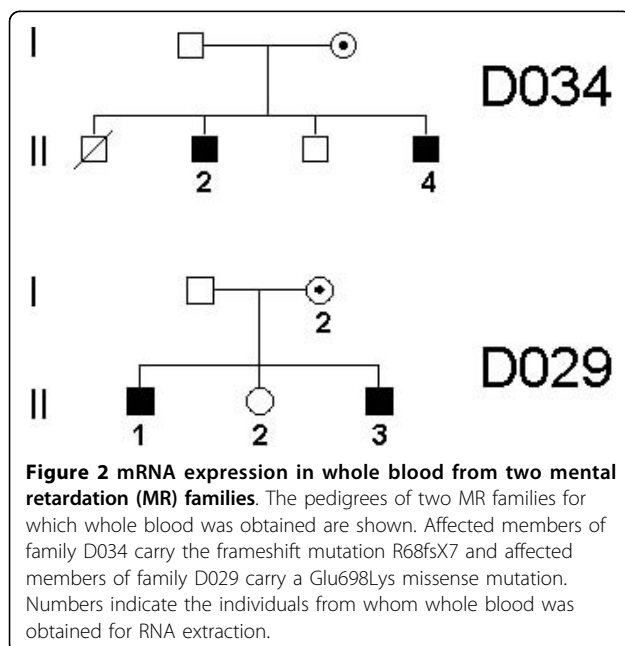 I
D034
II
2
4
I
2
D029
II
1
2
3
Figure 2 mRNA expression in whole blood from two mental
retardation (MR) families. The pedigrees of two MR families for
which whole blood was obtained are shown. Affected members of
family D034 carry the frameshift mutation R68fsX7 and affected
members of family D029 carry a Glu698Lys missense mutation.
Numbers indicate the individuals from whom whole blood was
obtained for RNA extraction.